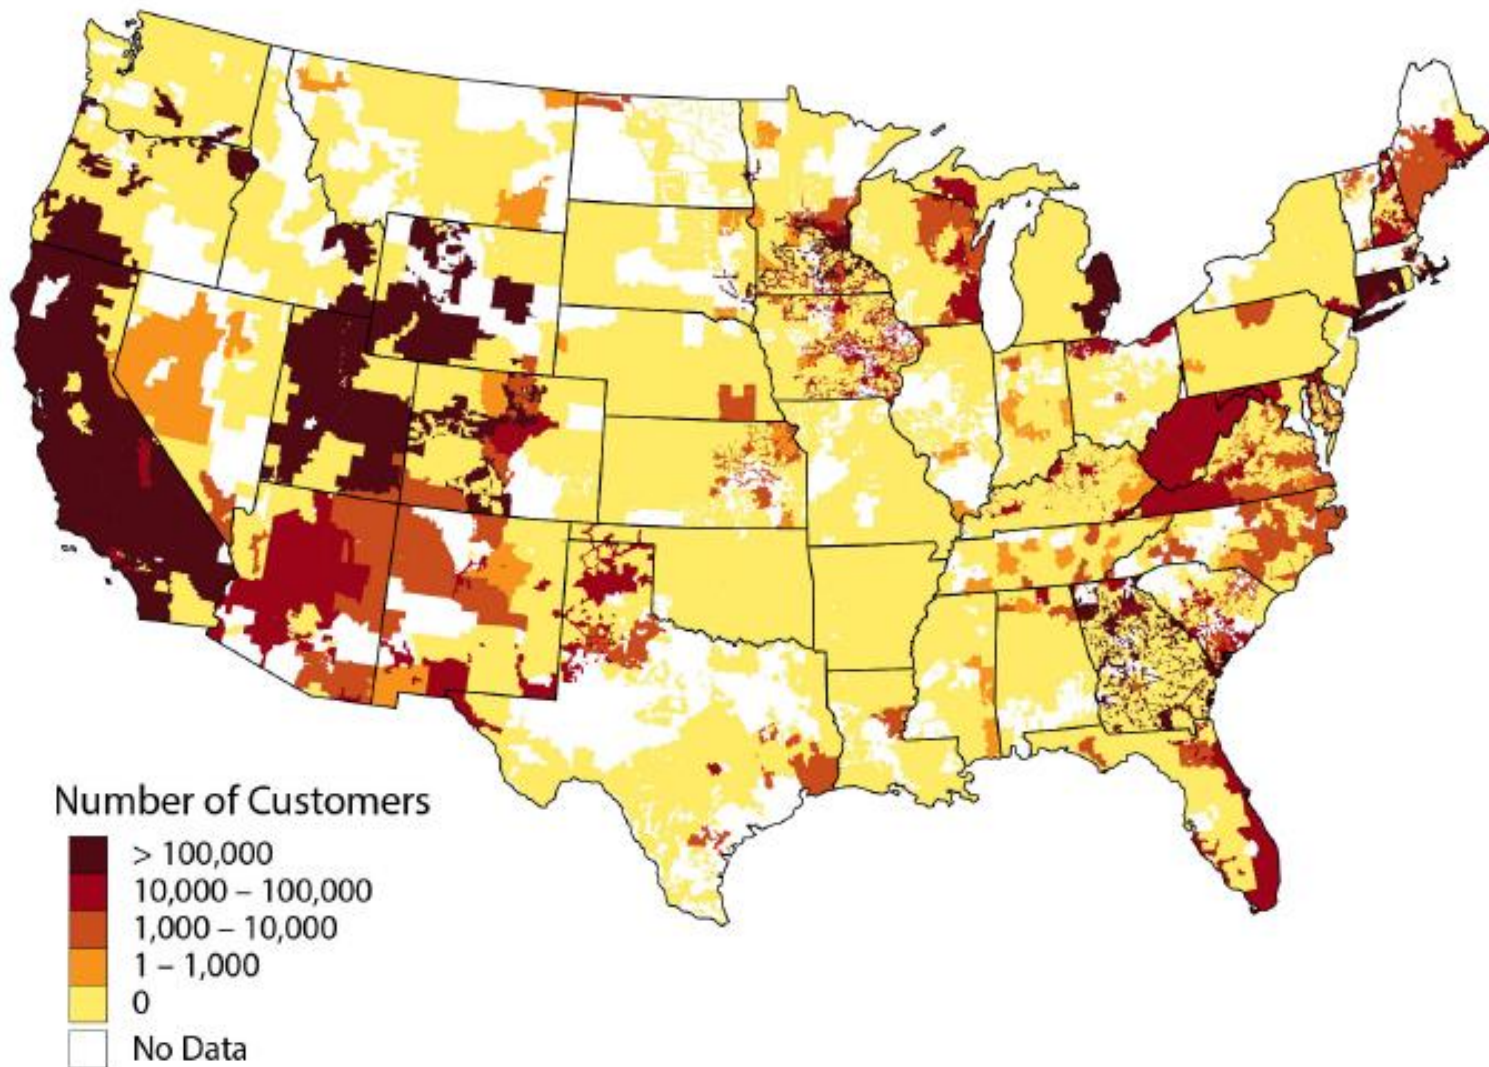 Number of Customers
> 100,000
10,000 – 100,000
1,000 – 10,000
1 – 1,000
0
No Data